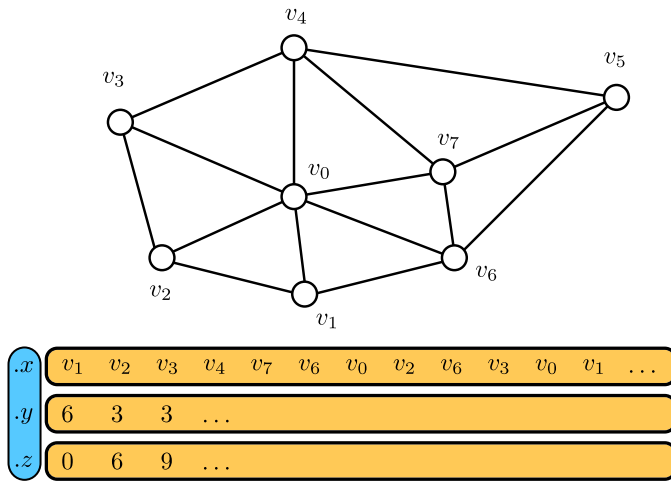 v₄
v₅
v₃
v₇
v₀
v₆
v₂
v₁
.x v₁ v₂ v₃ v₄ v₇ v₆ v₀ v₂ v₆ v₃ v₀ v₁ ...
.y 6 3 3 ...
.z 0 6 9 ...